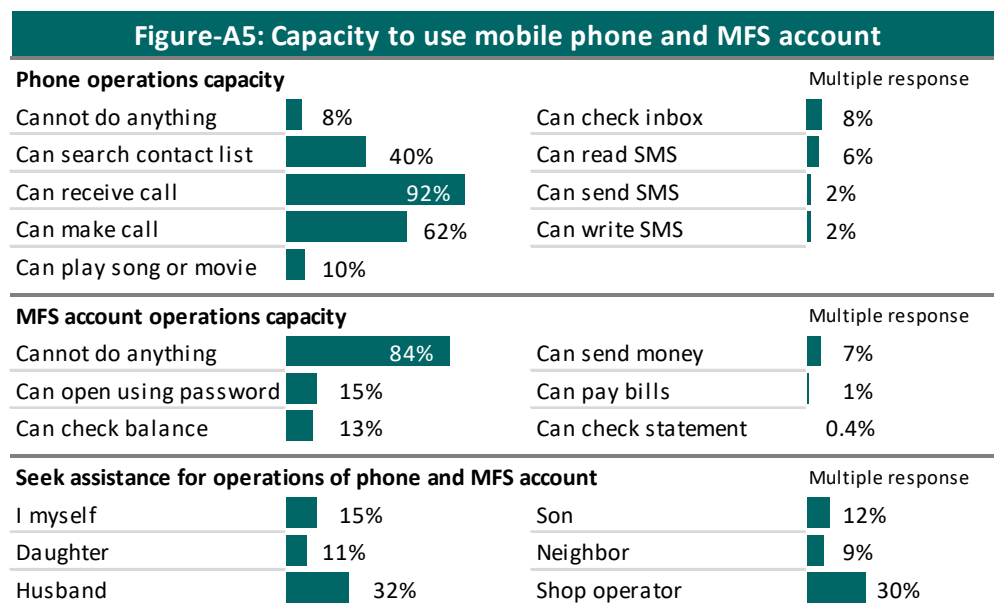 Figure-A5: Capacity to use mobile phone and MFS account
Phone operations capacity Multiple response
Cannot do anything 8% Can check inbox 8%
Can search contact list 40% Can read SMS 6%
Can receive call 92% Can send SMS 2%
Can make call 62% Can write SMS 2%
Can play song or movie 10%
MFS account operations capacity Multiple response
Cannot do anything 84% Can send money 7%
Can open using password 15% Can pay bills 1%
Can check balance 13% Can check statement 0.4%
Seek assistance for operations of phone and MFS account Multiple response
I myself 15% Son 12%
Daughter 11% Neighbor 9%
Husband 32% Shop operator 30%